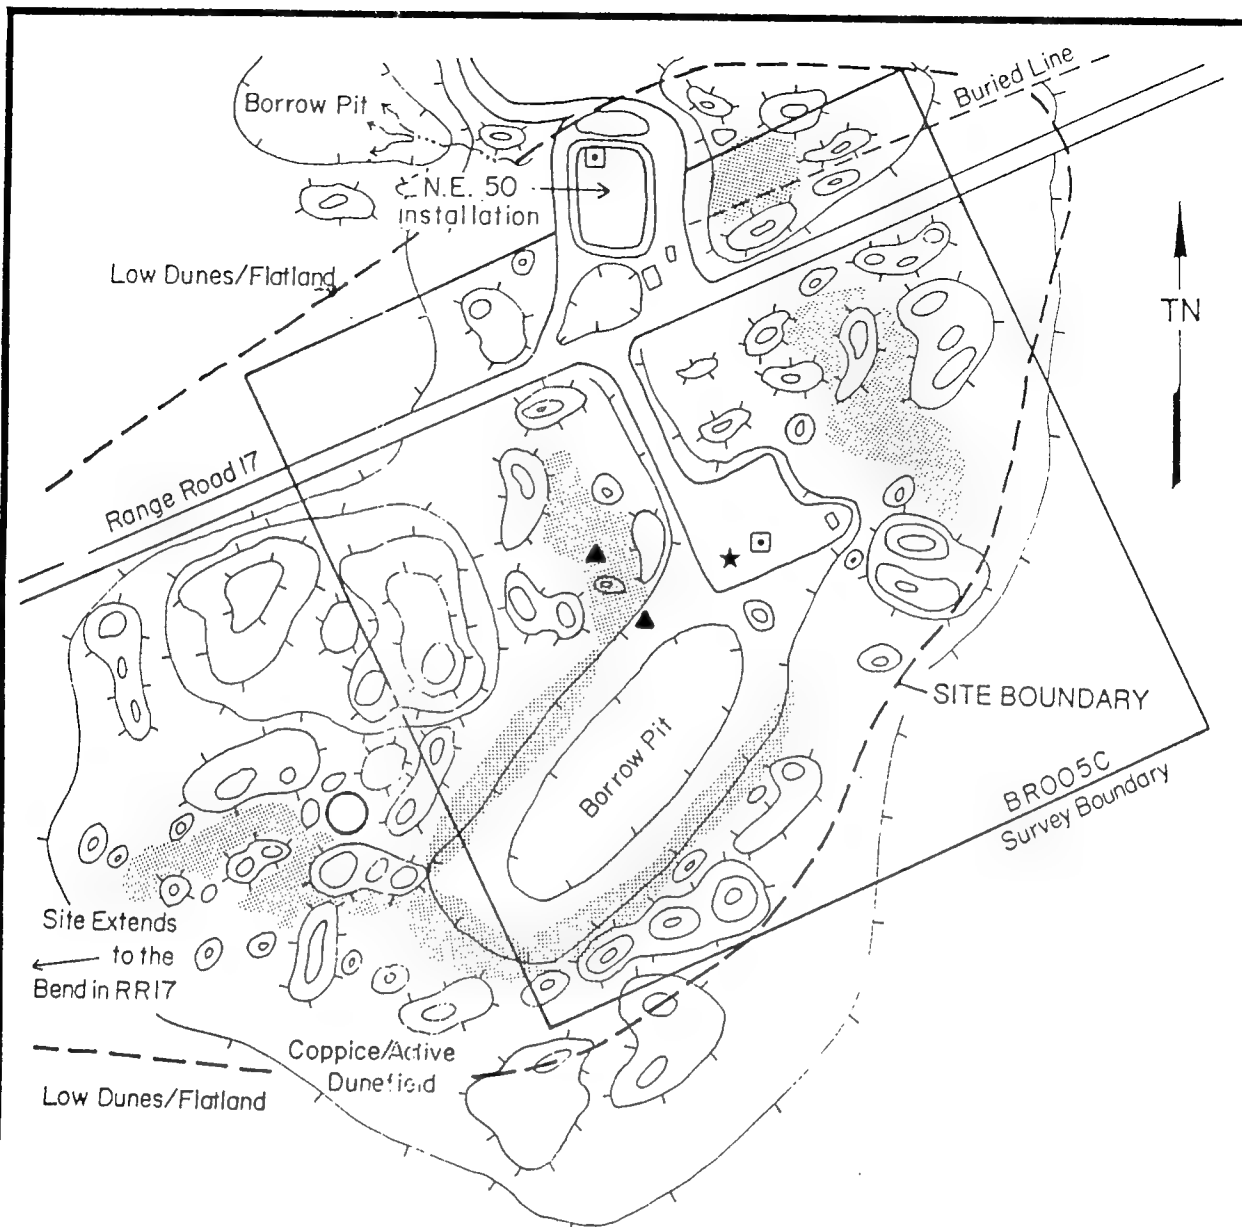 Buried Line
Borrow Pit
N.E. 50
installation
Low Dunes/Flatland
TN
Range Road 17
SITE BOUNDARY
Borrow Pit
BR005C
Survey Boundary
Site Extends
to the
Bend in RR17
Coppice/Active
Dunefield
Low Dunes/Flatland